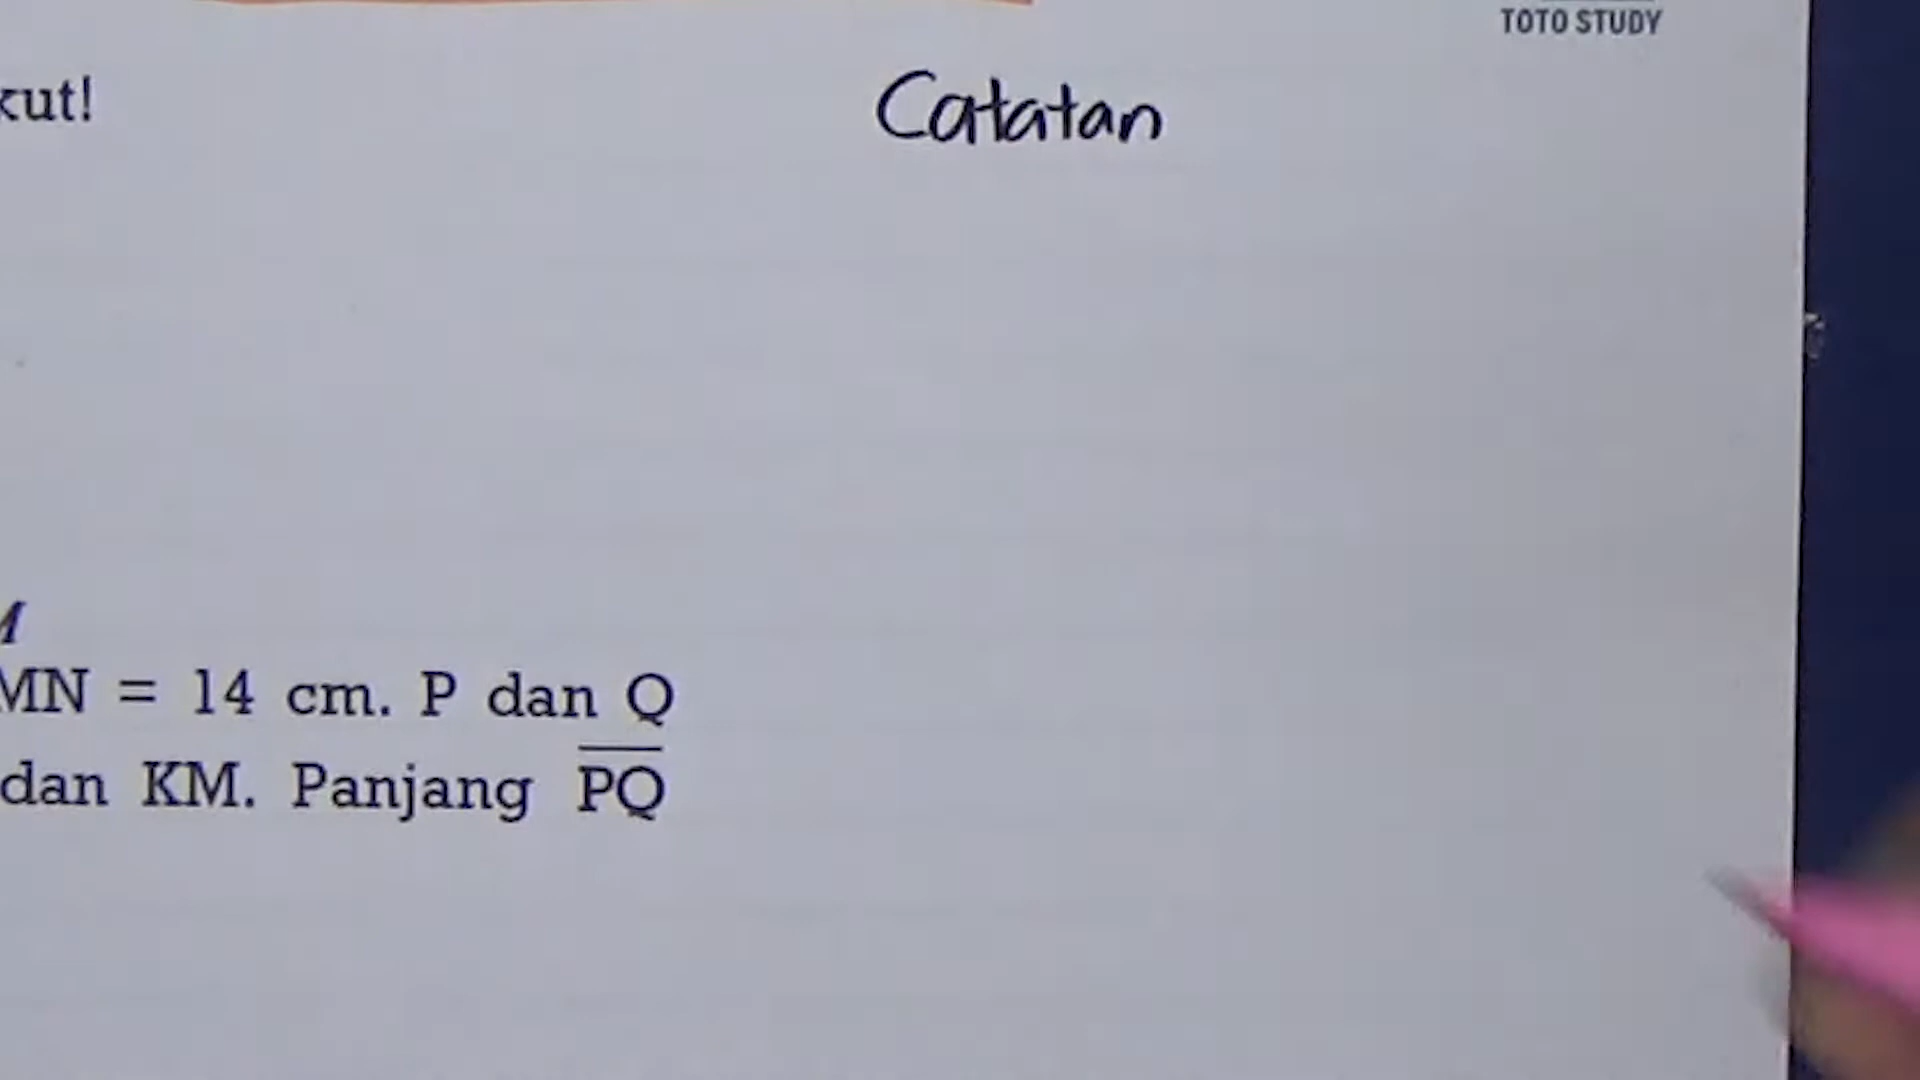 TOTO STUDY
kut!
Catatan
M
MN = 14 cm. P dan Q
dan KM. Panjang PQ